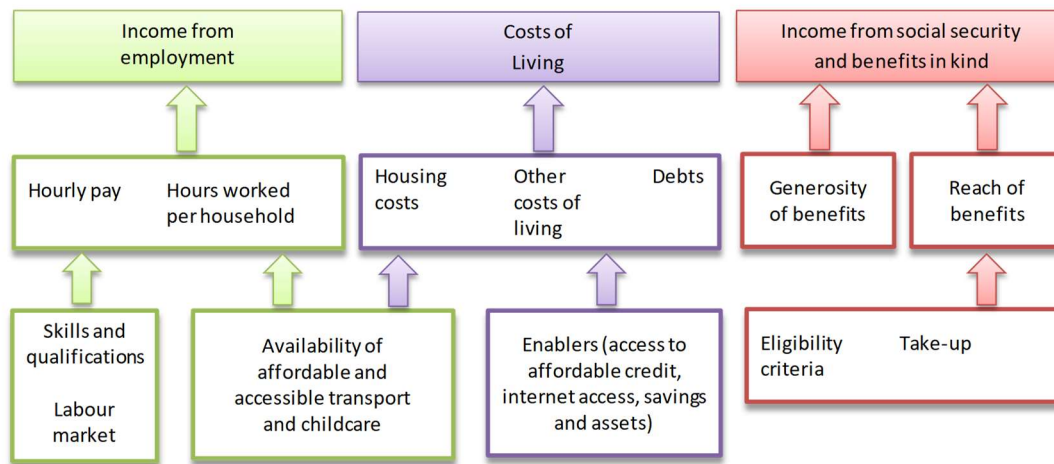 Income from
employment
Costs of
Living
Income from social security
and benefits in kind
Hourly pay
Hours worked
per household
Housing
costs
Other
costs of
living
Debts
Generosity
of benefits
Reach of
benefits
Skills and
qualifications
Labour
market
Availability of
affordable and
accessible transport
and childcare
Enablers (access to
affordable credit,
internet access, savings
and assets)
Eligibility
criteria
Take-up